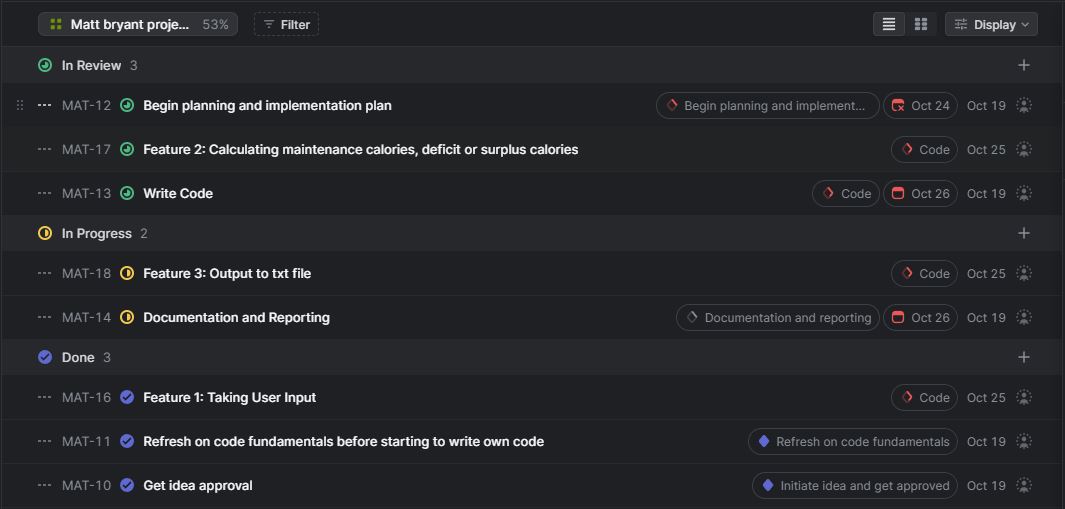 Matt bryant proje... 53% Filter Display
In Review 3
MAT-12 Begin planning and implementation plan Begin planning and implement... Oct 24 Oct 19
MAT-17 Feature 2: Calculating maintenance calories, deficit or surplus calories Code Oct 25
MAT-13 Write Code Code Oct 26 Oct 19
In Progress 2
MAT-18 Feature 3: Output to txt file Code Oct 25
MAT-14 Documentation and Reporting Documentation and reporting Oct 26 Oct 19
Done 3
MAT-16 Feature 1: Taking User Input Code Oct 25
MAT-11 Refresh on code fundamentals before starting to write own code Refresh on code fundamentals Oct 19
MAT-10 Get idea approval Initiate idea and get approved Oct 19